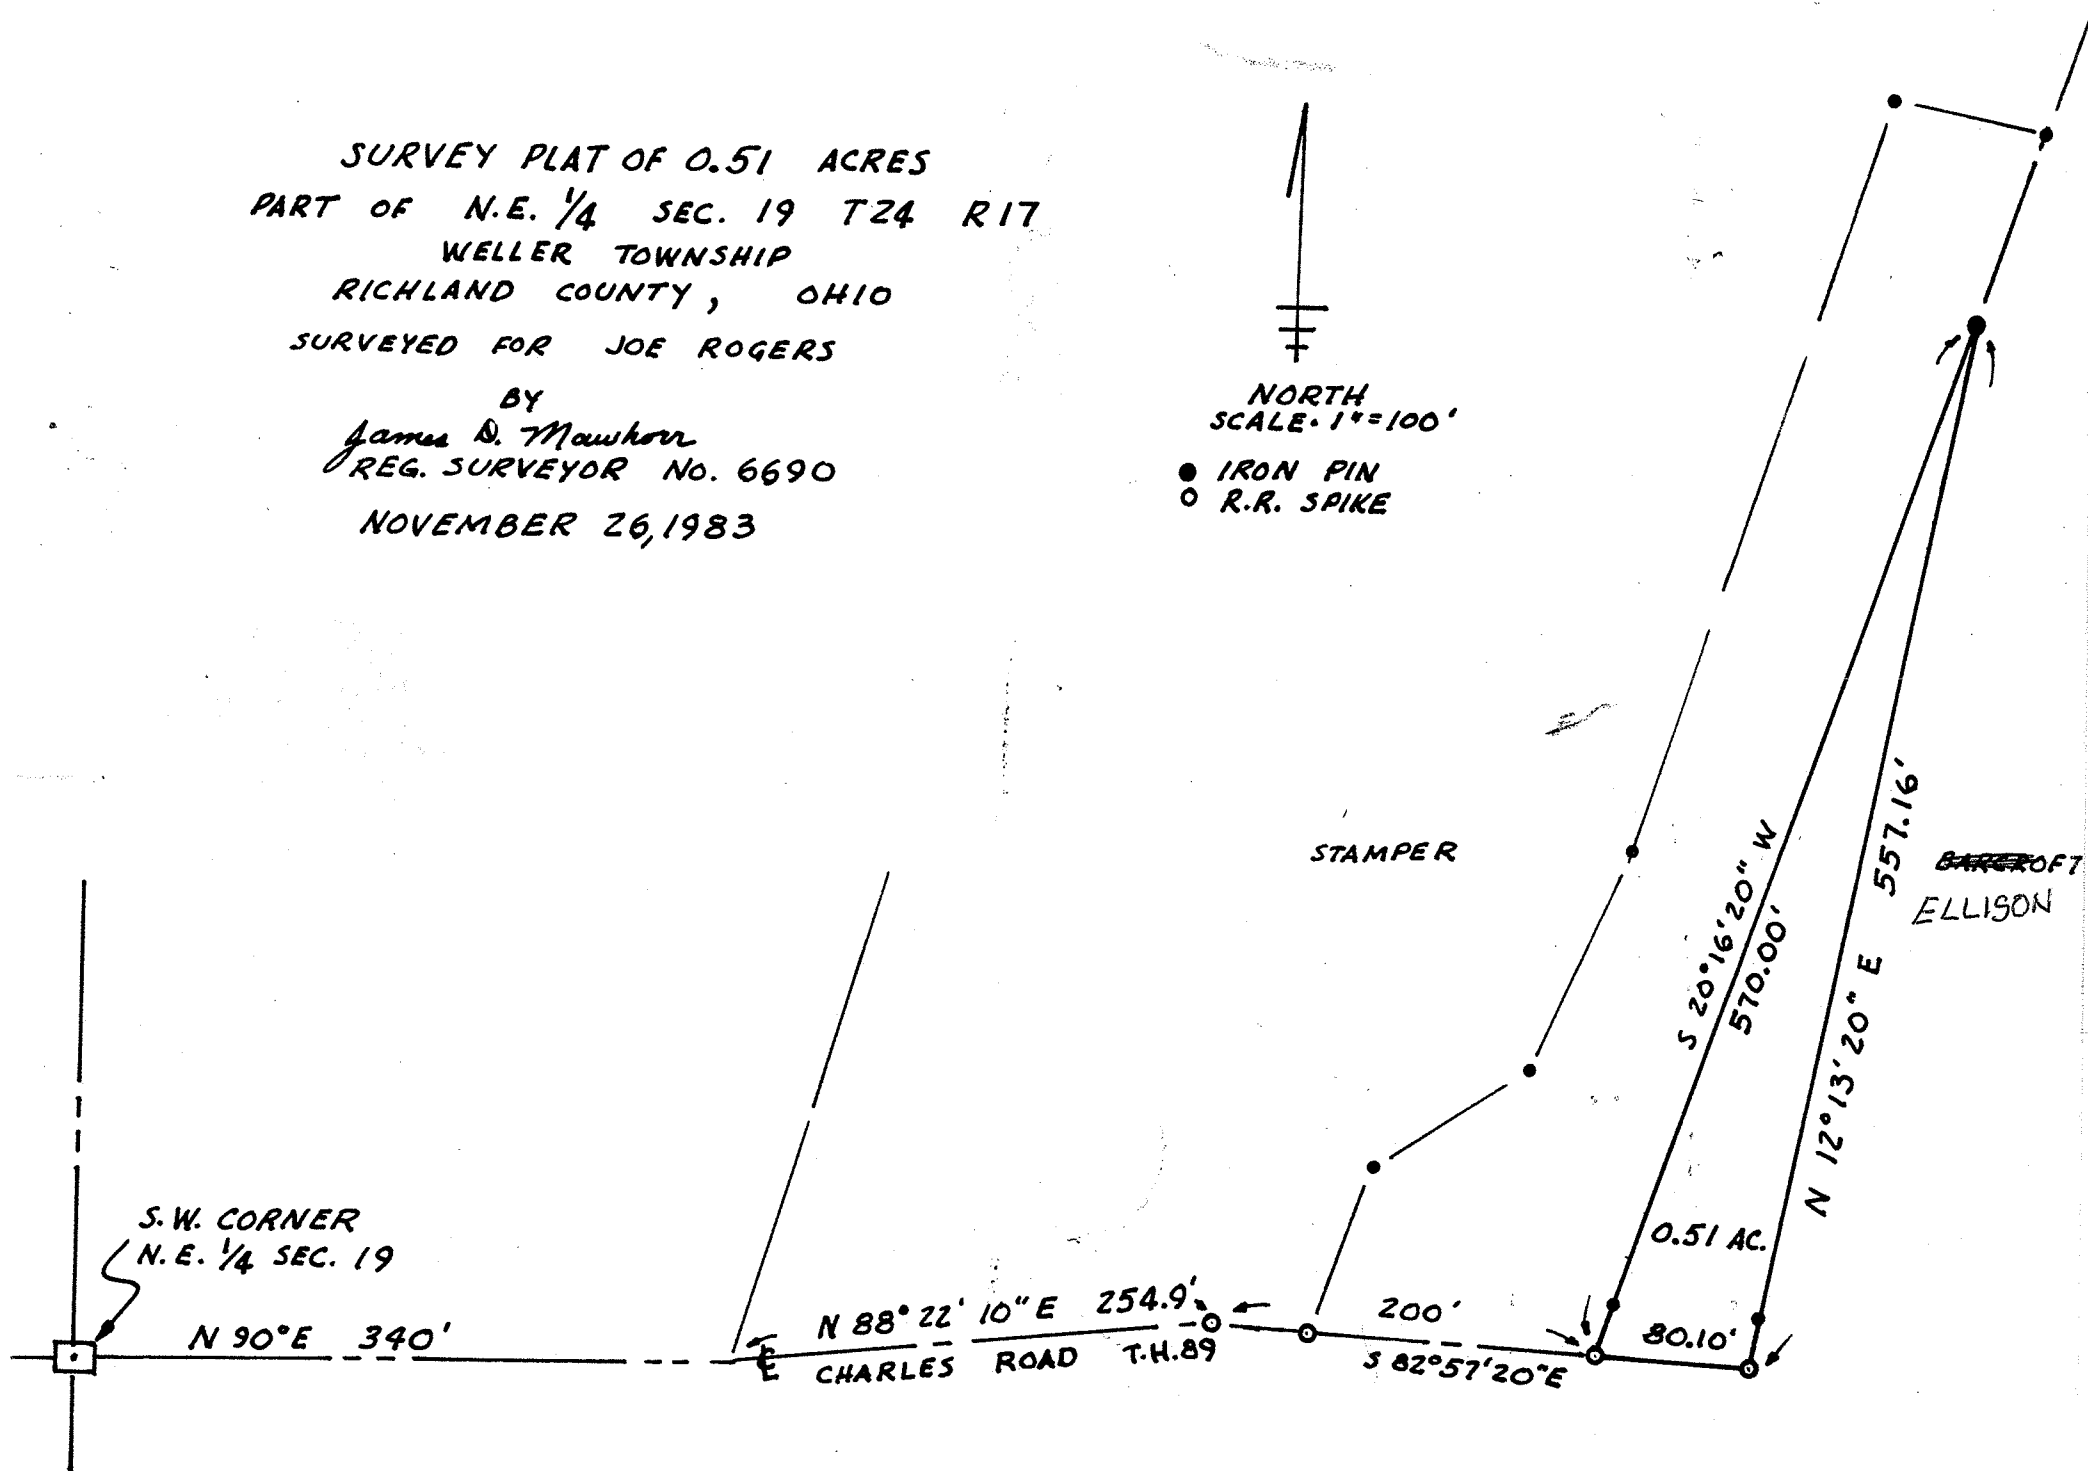 SURVEY PLAT OF 0.51 ACRES
PART OF N.E. 1/4 SEC. 19 T24 R17
WELLER TOWNSHIP
RICHLAND COUNTY, OHIO
SURVEYED FOR JOE ROGERS
BY
James D. Mawhorr
REG. SURVEYOR NO. 6690
NOVEMBER 26, 1983
NORTH
SCALE. 1"=100'
IRON PIN
R.R. SPIKE
STAMPER
S 20°16'20" W
570.00'
N 12°13'20" E 557.16'
BARCROFT
ELLISON
0.51 AC.
S.W. CORNER
N.E. 1/4 SEC. 19
N 90°E 340'
N 88°22'10"E 254.9'
℄ CHARLES ROAD T.H.89
200'
S 82°57'20"E
80.10'